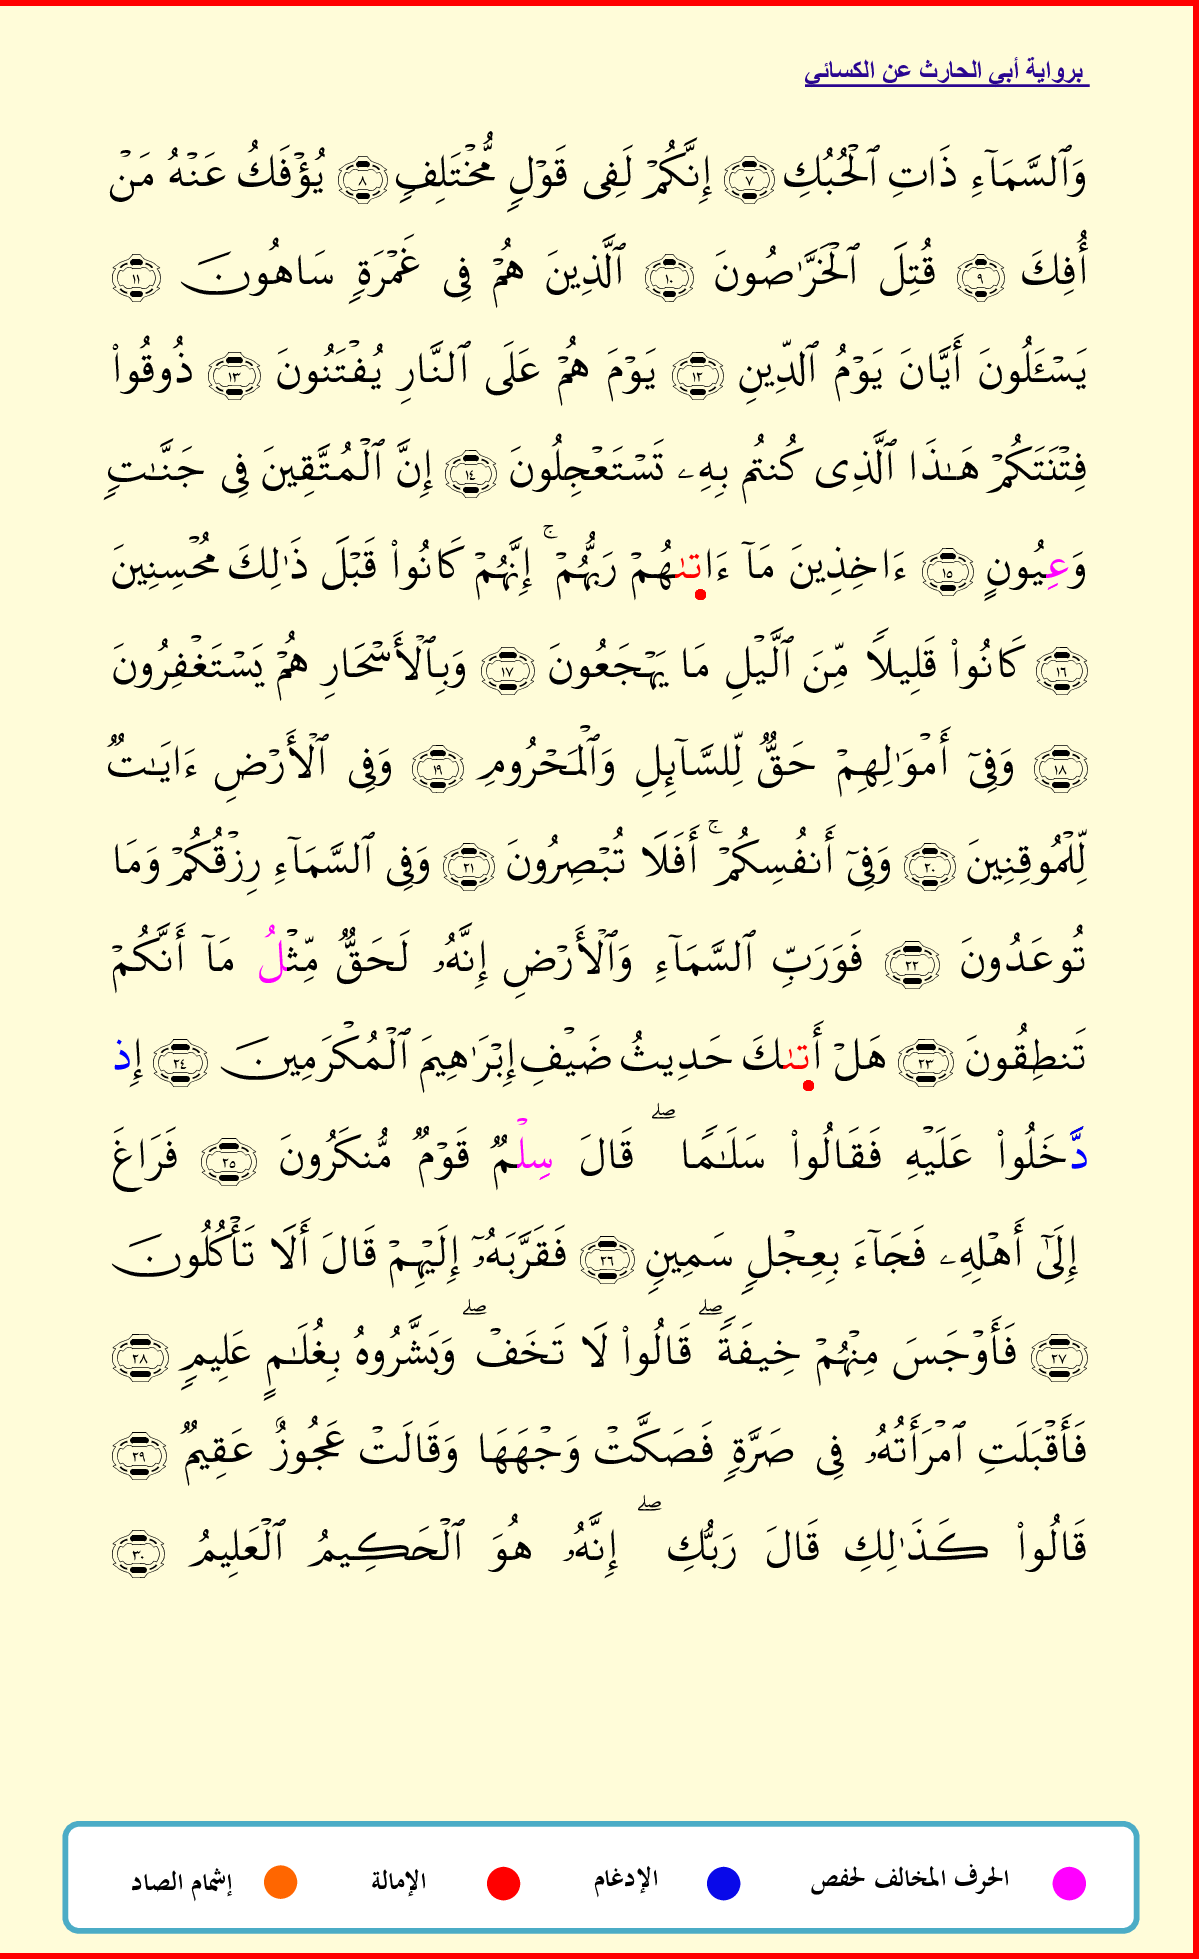 برواية أبي الحارث عن الكسائي
وَٱلسَّمَآءِ ذَاتِ ٱلۡحُبُكِ ٧ إِنَّكُمۡ لَفِي قَوۡلٖ مُّخۡتَلِفٖ ٨ يُؤۡفَكُ عَنۡهُ مَنۡ
أُفِكَ ٩ قُتِلَ ٱلۡخَرَّٰصُونَ ١٠ ٱلَّذِينَ هُمۡ فِي غَمۡرَةٖ سَاهُونَ ١١
يَسۡـَٔلُونَ أَيَّانَ يَوۡمُ ٱلدِّينِ ١٢ يَوۡمَ هُمۡ عَلَى ٱلنَّارِ يُفۡتَنُونَ ١٣ ذُوقُواْ
فِتۡنَتَكُمۡ هَـٰذَا ٱلَّذِي كُنتُم بِهِۦ تَسۡتَعۡجِلُونَ ١٤ إِنَّ ٱلۡمُتَّقِينَ فِي جَنَّـٰتٖ
وَعِيُونٍ ١٥ ءَاخِذِينَ مَآ ءَاتىٰهُمۡ رَبُّهُمۡۚ إِنَّهُمۡ كَانُواْ قَبۡلَ ذَٰلِكَ مُحۡسِنِينَ
١٦ كَانُواْ قَلِيلٗا مِّنَ ٱلَّيۡلِ مَا يَهۡجَعُونَ ١٧ وَبِٱلۡأَسۡحَارِ هُمۡ يَسۡتَغۡفِرُونَ
١٨ وَفِيٓ أَمۡوَٰلِهِمۡ حَقّٞ لِّلسَّآئِلِ وَٱلۡمَحۡرُومِ ١٩ وَفِي ٱلۡأَرۡضِ ءَايَـٰتٞ
لِّلۡمُوقِنِينَ ٢٠ وَفِيٓ أَنفُسِكُمۡۚ أَفَلَا تُبۡصِرُونَ ٢١ وَفِي ٱلسَّمَآءِ رِزۡقُكُمۡ وَمَا
تُوعَدُونَ ٢٢ فَوَرَبِّ ٱلسَّمَآءِ وَٱلۡأَرۡضِ إِنَّهُۥ لَحَقّٞ مِّثۡلُ مَآ أَنَّكُمۡ
تَنطِقُونَ ٢٣ هَلۡ أَتىٰكَ حَدِيثُ ضَيۡفِ إِبۡرَٰهِيمَ ٱلۡمُكۡرَمِينَ ٢٤ إِذ
دَّخَلُواْ عَلَيۡهِ فَقَالُواْ سَلَـٰمٗاۖ قَالَ سِلۡمٞ قَوۡمٞ مُّنكَرُونَ ٢٥ فَرَاغَ
إِلَىٰٓ أَهۡلِهِۦ فَجَآءَ بِعِجۡلٖ سَمِينٖ ٢٦ فَقَرَّبَهُۥٓ إِلَيۡهِمۡ قَالَ أَلَا تَأۡكُلُونَ
٢٧ فَأَوۡجَسَ مِنۡهُمۡ خِيفَةٗۖ قَالُواْ لَا تَخَفۡۖ وَبَشَّرُوهُ بِغُلَـٰمٍ عَلِيمٖ ٢٨
فَأَقۡبَلَتِ ٱمۡرَأَتُهُۥ فِي صَرَّةٖ فَصَكَّتۡ وَجۡهَهَا وَقَالَتۡ عَجُوزٌ عَقِيمٞ ٢٩
قَالُواْ كَذَٰلِكِ قَالَ رَبُّكِۖ إِنَّهُۥ هُوَ ٱلۡحَكِيمُ ٱلۡعَلِيمُ ٣٠
الحرف المخالف لحفص الإدغام الإمالة إشمام الصاد